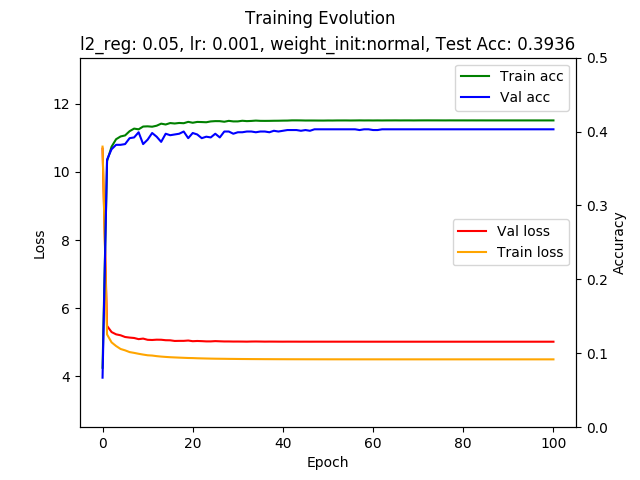 Training Evolution
l2_reg: 0.05, lr: 0.001, weight_init:normal, Test Acc: 0.3936
Train acc
Val acc
Val loss
Train loss
12
10
8
6
4
Loss
0.5
0.4
0.3
0.2
0.1
0.0
Accuracy
0 20 40 60 80 100
Epoch